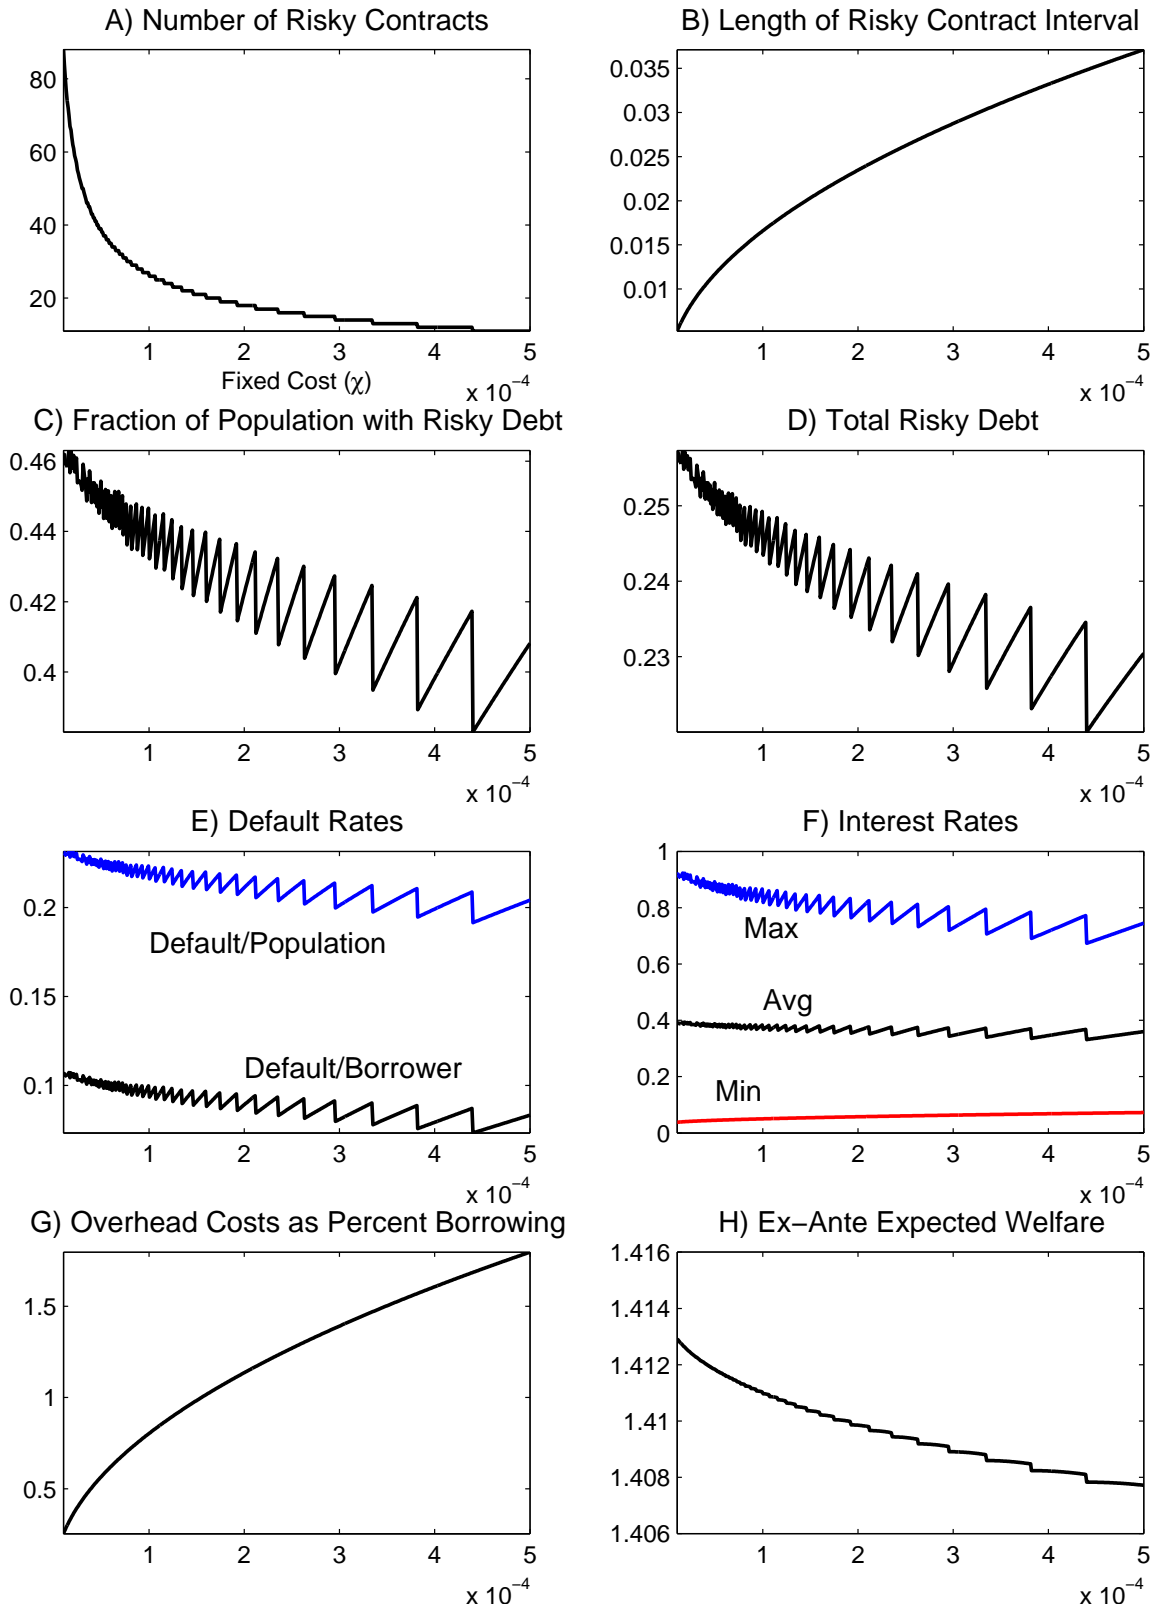 A) Number of Risky Contracts
80
60
40
20
1 2 3 4 5
Fixed Cost (χ)
x 10⁻⁴
B) Length of Risky Contract Interval
0.035
0.03
0.025
0.02
0.015
0.01
1 2 3 4 5
x 10⁻⁴
C) Fraction of Population with Risky Debt
0.46
0.44
0.42
0.4
1 2 3 4 5
x 10⁻⁴
D) Total Risky Debt
0.25
0.24
0.23
1 2 3 4 5
x 10⁻⁴
E) Default Rates
0.2
Default/Population
0.15
Default/Borrower
0.1
1 2 3 4 5
x 10⁻⁴
F) Interest Rates
1
0.8
Max
0.6
Avg
0.4
0.2
Min
0
1 2 3 4 5
x 10⁻⁴
G) Overhead Costs as Percent Borrowing
1.5
1
0.5
1 2 3 4 5
x 10⁻⁴
H) Ex−Ante Expected Welfare
1.416
1.414
1.412
1.41
1.408
1.406
1 2 3 4 5
x 10⁻⁴